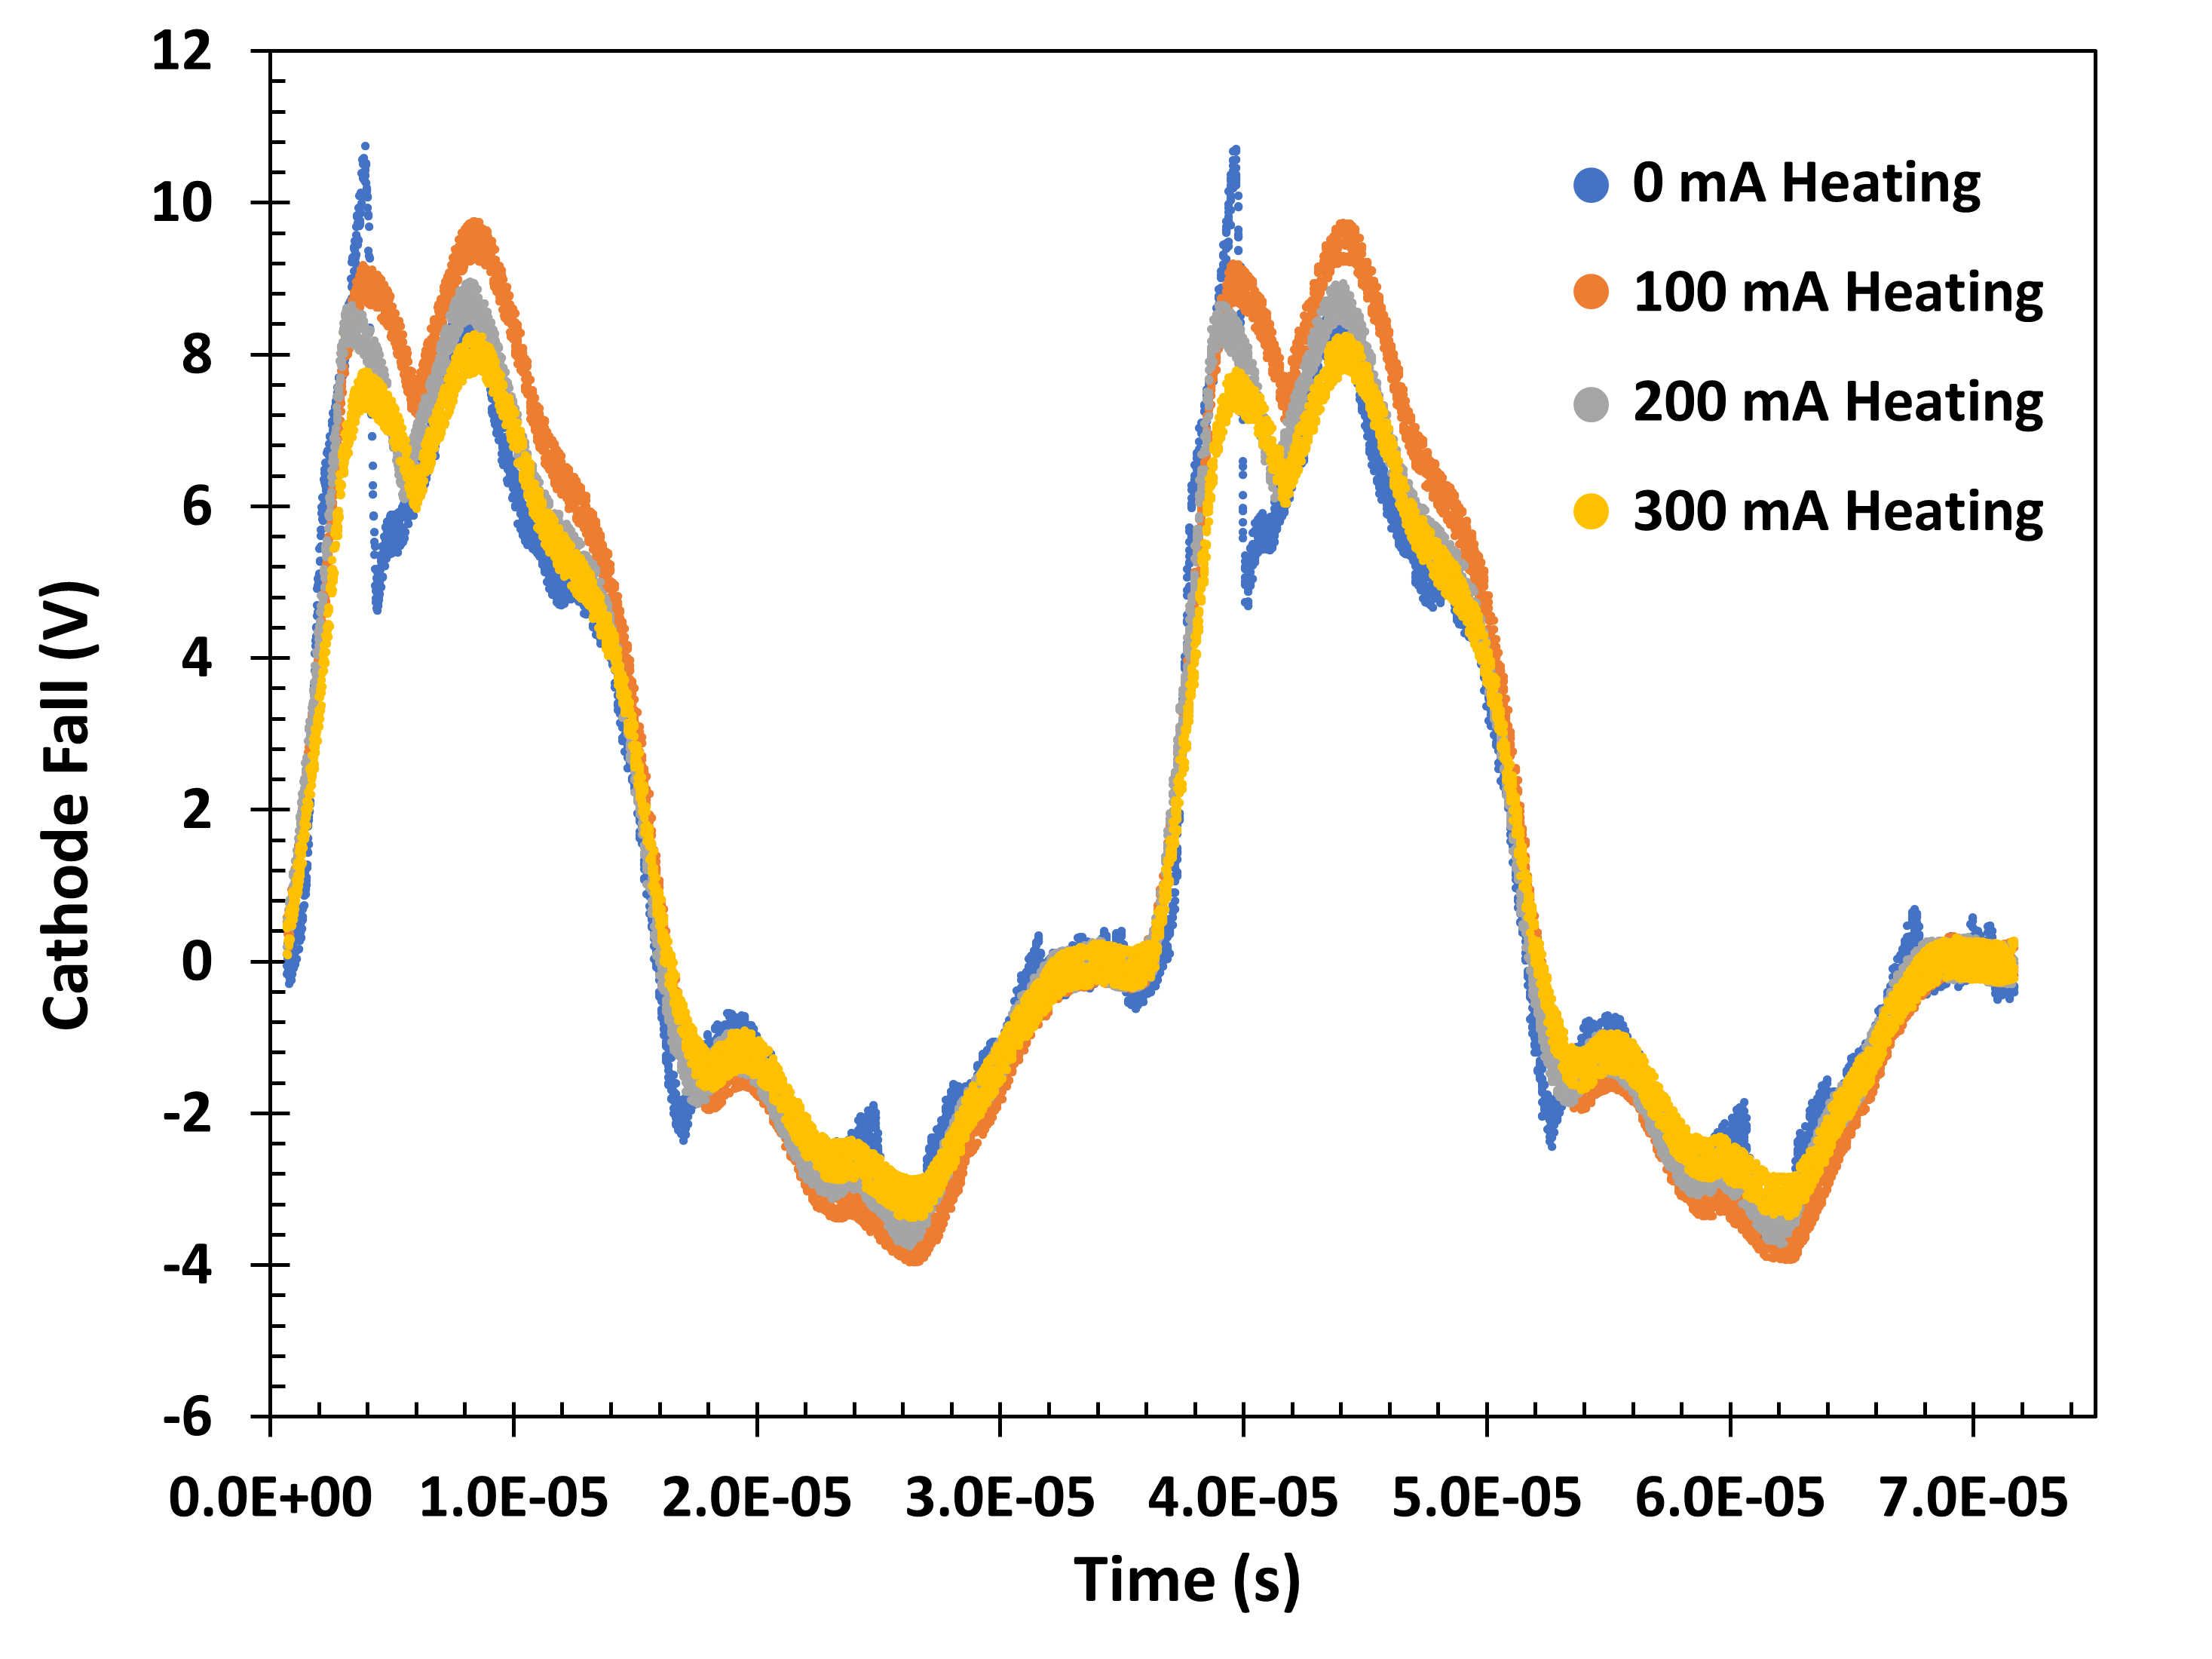 12
10
8
6
4
2
0
-2
-4
-6
Cathode Fall (V)
0 mA Heating
100 mA Heating
200 mA Heating
300 mA Heating
0.0E+00 1.0E-05 2.0E-05 3.0E-05 4.0E-05 5.0E-05 6.0E-05 7.0E-05
Time (s)